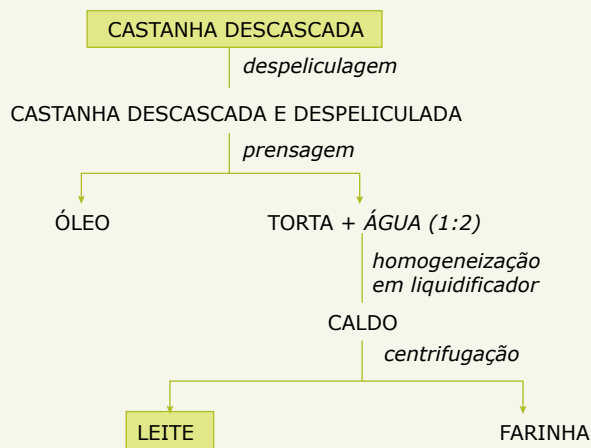 CASTANHA DESCASCADA
despeliculagem
CASTANHA DESCASCADA E DESPELICULADA
prensagem
ÓLEO
TORTA + ÁGUA (1:2)
homogeneização
em liquidificador
CALDO
centrifugação
LEITE
FARINHA